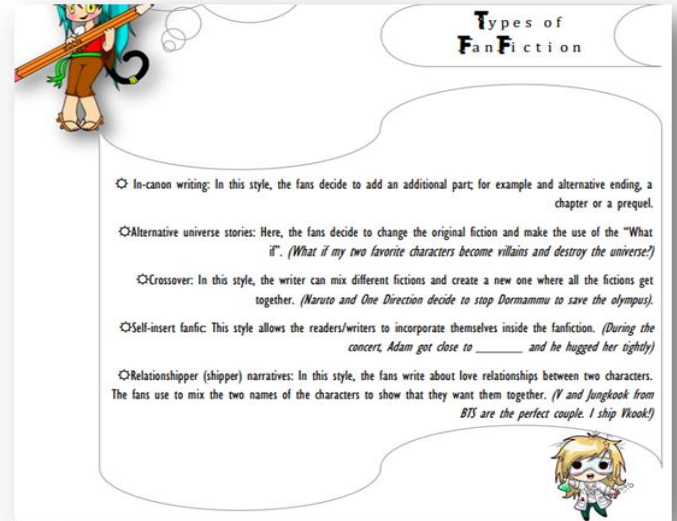 Types of
FanFiction
In-canon writing: In this style, the fans decide to add an additional part; for example and alternative ending, a
chapter or a prequel.
Alternative universe stories: Here, the fans decide to change the original fiction and make the use of the "What
if". (What if my two favorite characters become villains and destroy the universe?)
Crossover: In this style, the writer can mix different fictions and create a new one where all the fictions get
together. (Naruto and One Direction decide to stop Dormammu to save the olympus).
Self-insert fanfic: This style allows the readers/writers to incorporate themselves inside the fanfiction. (During the
concert, Adam got close to _______ and he hugged her tightly)
Relationshipper (shipper) narratives: In this style, the fans write about love relationships between two characters.
The fans use to mix the two names of the characters to show that they want them together. (V and Jungkook from
BTS are the perfect couple. I ship Vkook!)